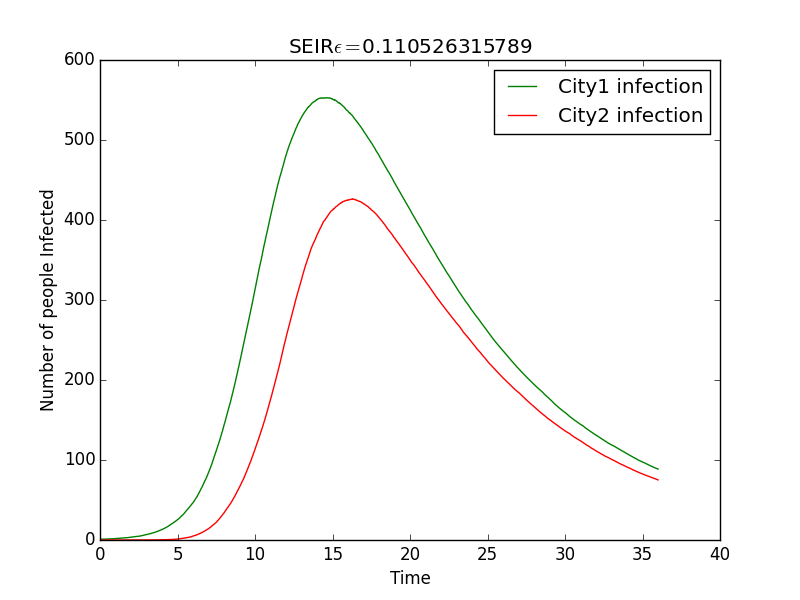 SEIRϵ=0.110526315789
600
500
400
300
200
100
0
Number of people Infected
City1 infection
City2 infection
0 5 10 15 20 25 30 35 40
Time